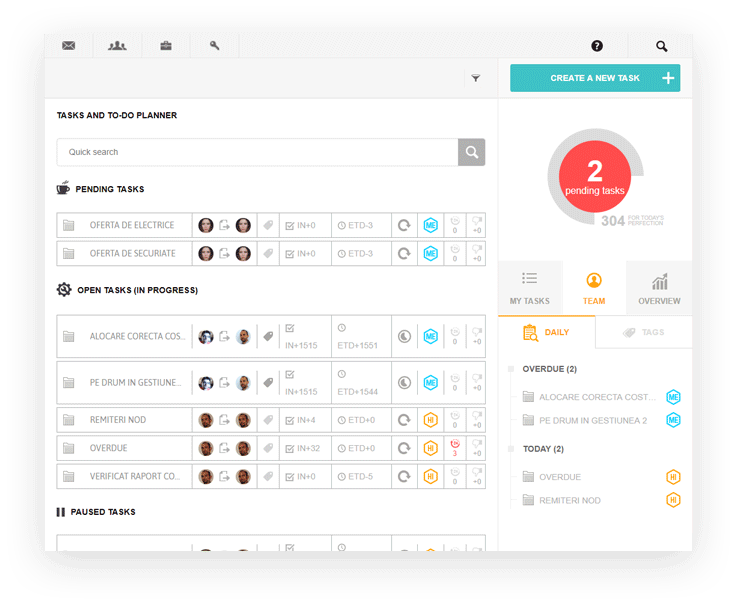 CREATE A NEW TASK
TASKS AND TO-DO PLANNER
Quick search
PENDING TASKS
OFERTA DE ELECTRICE IN+0 ETD-3 ME 0 +0
OFERTA DE SECURIATE IN+0 ETD-3 ME 0 +0
OPEN TASKS (IN PROGRESS)
ALOCARE CORECTA COS... IN+1515 ETD+1551 ME 0 +0
PE DRUM IN GESTIUNE... IN+1515 ETD+1544 ME 0 +0
REMITERI NOD IN+4 ETD+0 HI 0 +0
OVERDUE IN+32 ETD+0 HI 3 +0
VERIFICAT RAPORT CO... IN+0 ETD-5 HI 0 +0
PAUSED TASKS
2
pending tasks
304 FOR TODAY'S
PERFECTION
MY TASKS TEAM OVERVIEW
DAILY TAGS
OVERDUE (2)
ALOCARE CORECTA COST... ME
PE DRUM IN GESTIUNEA 2 ME
TODAY (2)
OVERDUE HI
REMITERI NOD HI